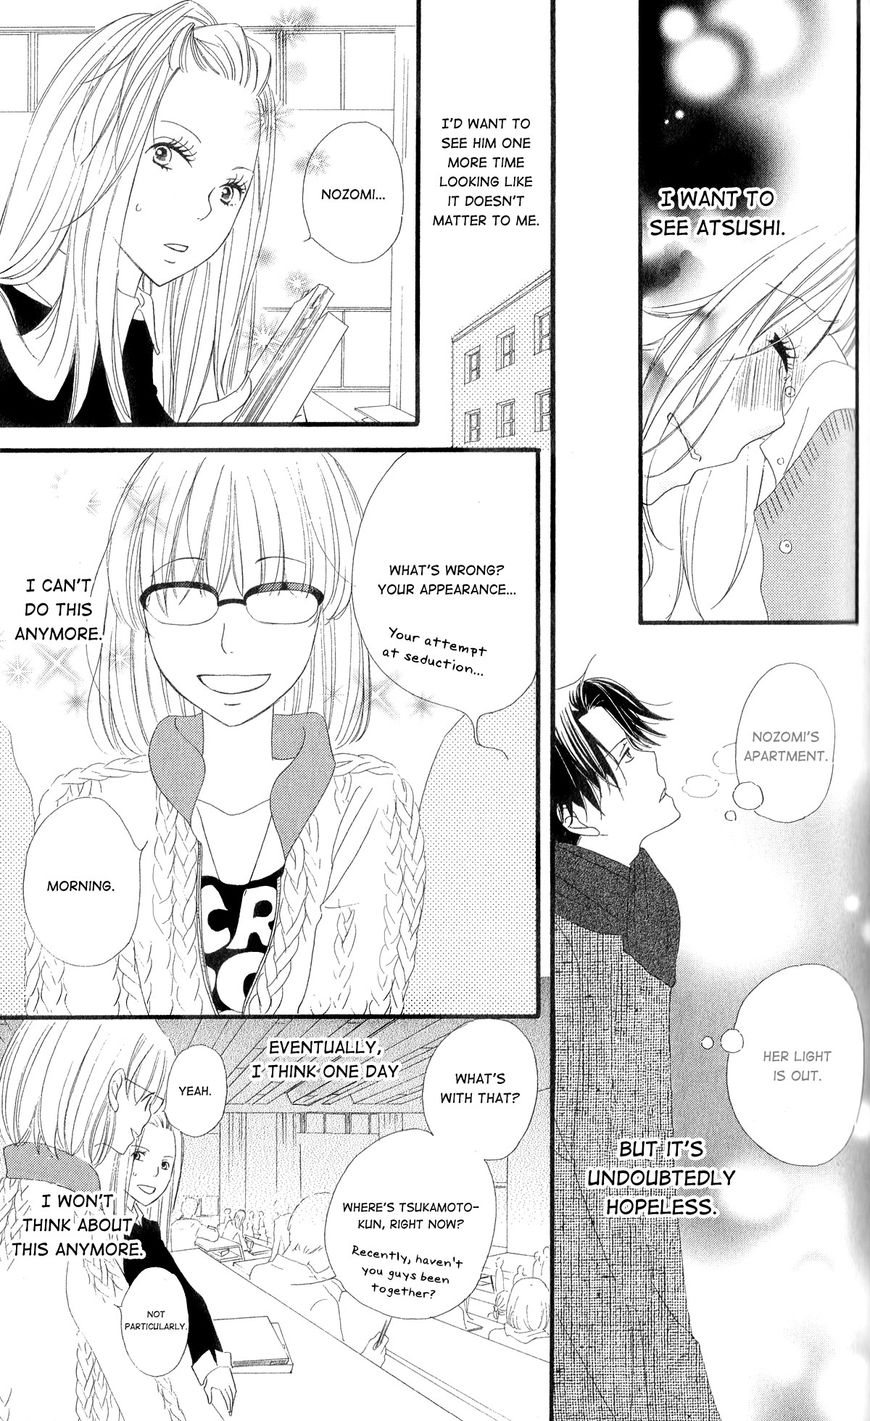 I WANT TO
SEE ATSUSHI.
NOZOMI'S
APARTMENT.
HER LIGHT
IS OUT.
BUT IT'S
UNDOUBTEDLY
HOPELESS.
I'D WANT TO
SEE HIM ONE
MORE TIME
LOOKING LIKE
IT DOESN'T
MATTER TO ME.
NOZOMI...
WHAT'S WRONG?
YOUR APPEARANCE...
Your attempt
at seduction...
I CAN'T
DO THIS
ANYMORE.
MORNING.
CR
RO
WHAT'S
WITH THAT?
WHERE'S TSUKAMOTO-
KUN, RIGHT NOW?
Recently, haven't
you guys been
together?
EVENTUALLY,
I THINK ONE DAY
YEAH.
I WON'T
THINK ABOUT
THIS ANYMORE.
NOT
PARTICULARLY.